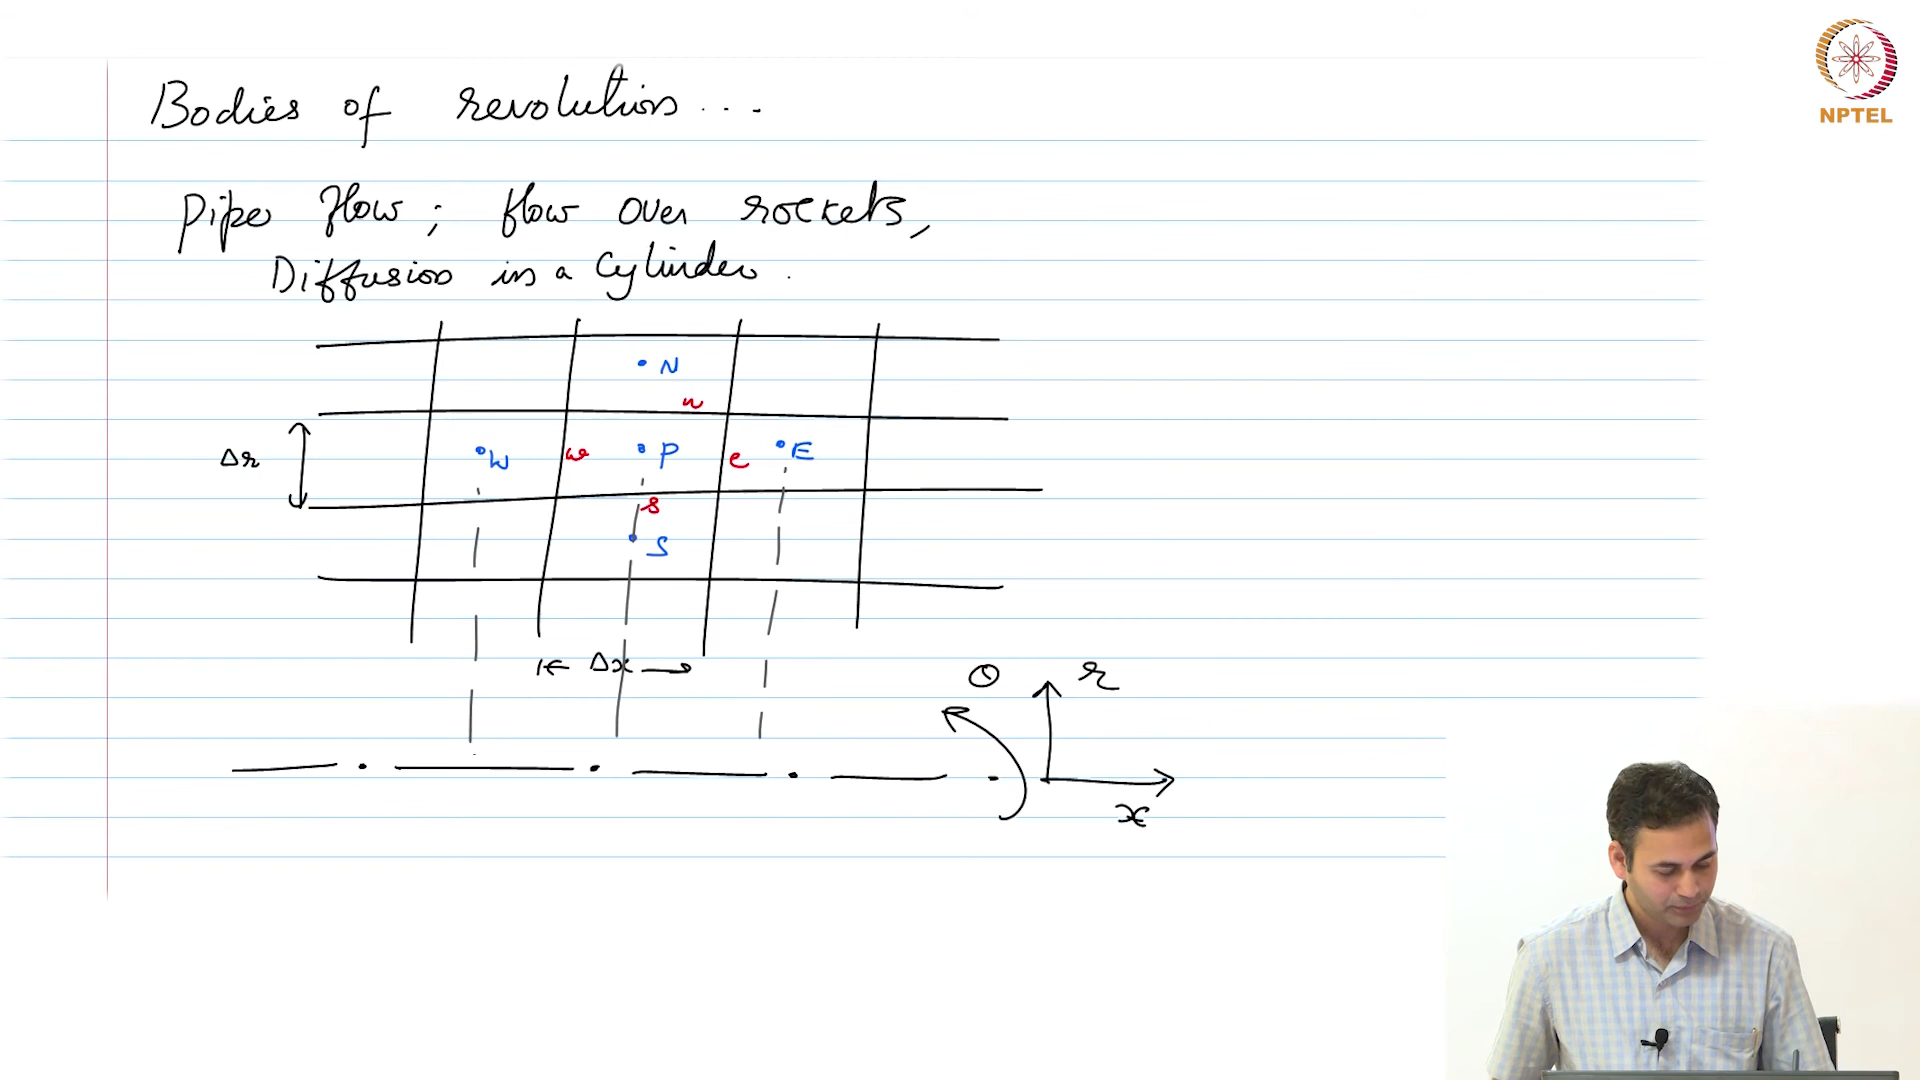 Bodies of revolution ...
Pipe flow ; flow over rockets,
Diffusion in a Cylinder.
N
n
Δr
W w P e E
s
S
Δx
θ r
x
NPTEL